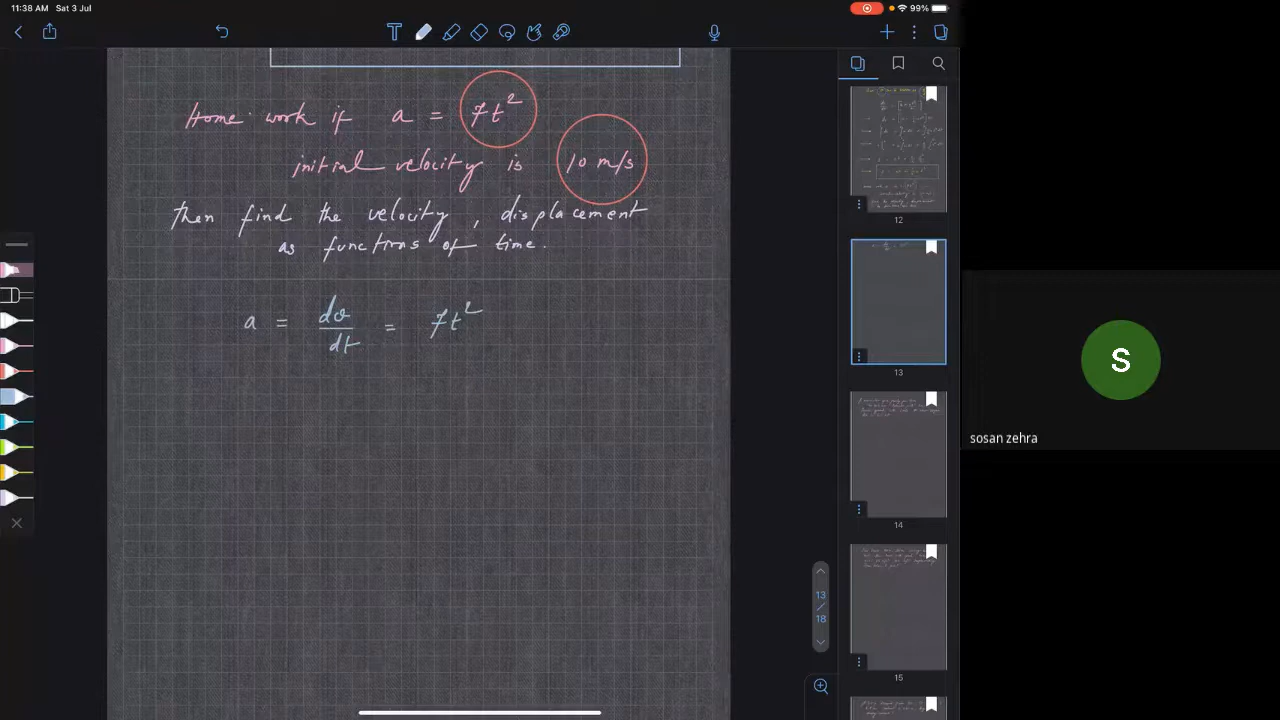 11:38 AM Sat 3 Jul
99%
Home work if a = 7t²
initial velocity is 10 m/s
then find the velocity, displacement
as functions of time.
a = dv/dt = 7t²
12
13
14
15
13
/
18
S
sosan zehra